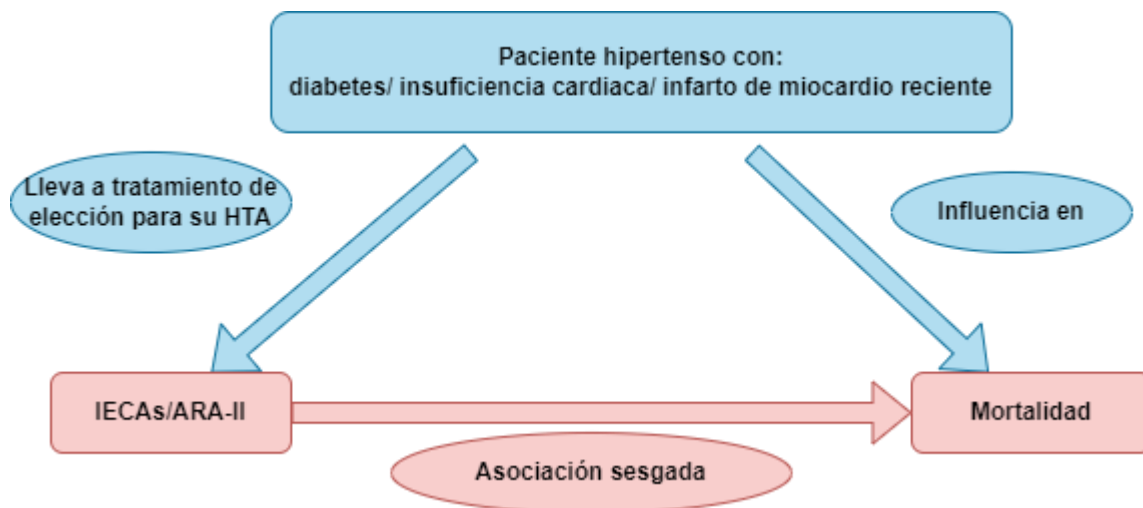 Paciente hipertenso con:
diabetes/ insuficiencia cardiaca/ infarto de miocardio reciente
Lleva a tratamiento de
elección para su HTA
Influencia en
IECAs/ARA-II
Mortalidad
Asociación sesgada